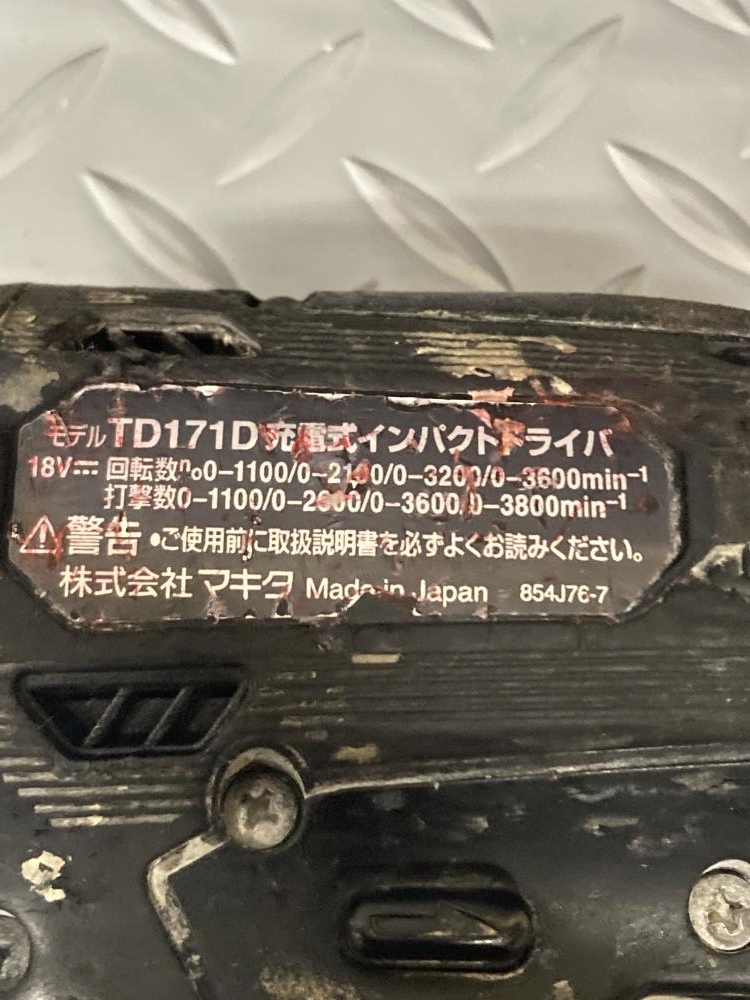 モデル TD171D 充電式インパクトドライバ
18V⎓ 回転数n₀0-1100/0-2100/0-3200/0-3600min⁻¹
打撃数0-1100/0-2600/0-3600/0-3800min⁻¹
⚠警告 •ご使用前に取扱説明書を必ずよくお読みください。
株式会社マキタ Made in Japan 854J76-7